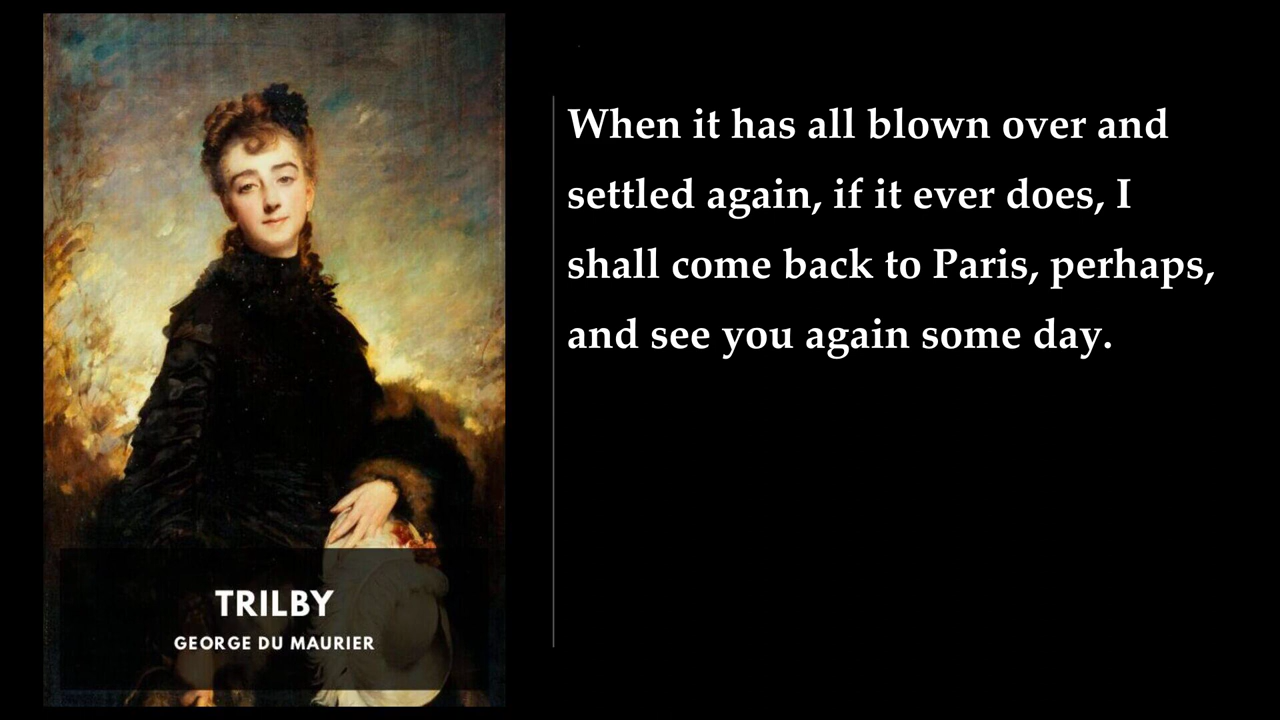 TRILBY
GEORGE DU MAURIER
When it has all blown over and
settled again, if it ever does, I
shall come back to Paris, perhaps,
and see you again some day.